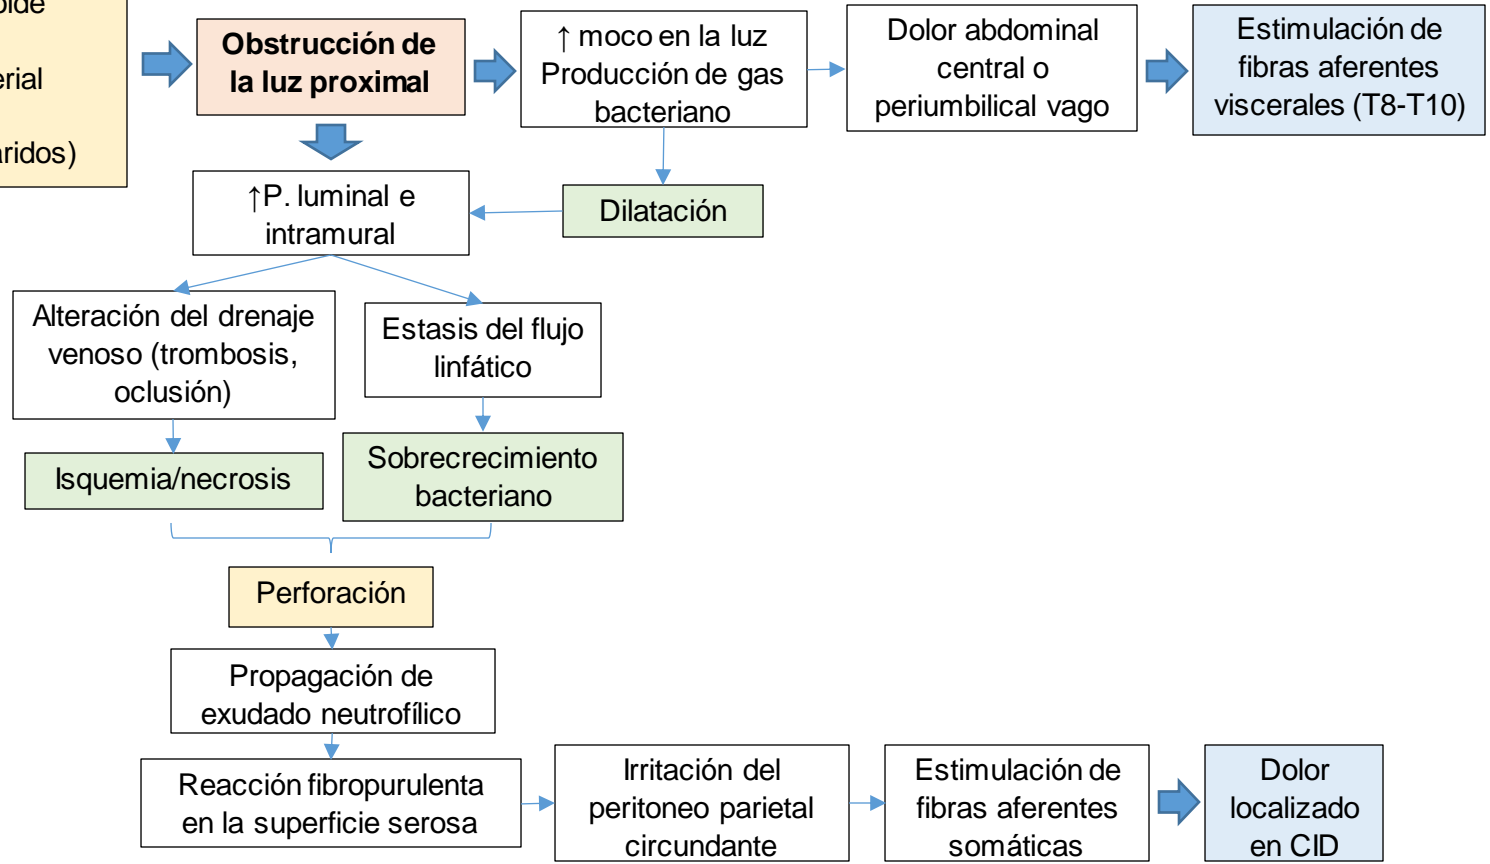 Obstrucción de
la luz proximal
↑ moco en la luz
Producción de gas
bacteriano
Dolor abdominal
central o
periumbilical vago
Estimulación de
fibras aferentes
viscerales (T8-T10)
↑P. luminal e
intramural
Dilatación
Alteración del drenaje
venoso (trombosis,
oclusión)
Estasis del flujo
linfático
Isquemia/necrosis
Sobrecrecimiento
bacteriano
Perforación
Propagación de
exudado neutrofílico
Reacción fibropurulenta
en la superficie serosa
Irritación del
peritoneo parietal
circundante
Estimulación de
fibras aferentes
somáticas
Dolor
localizado
en CID